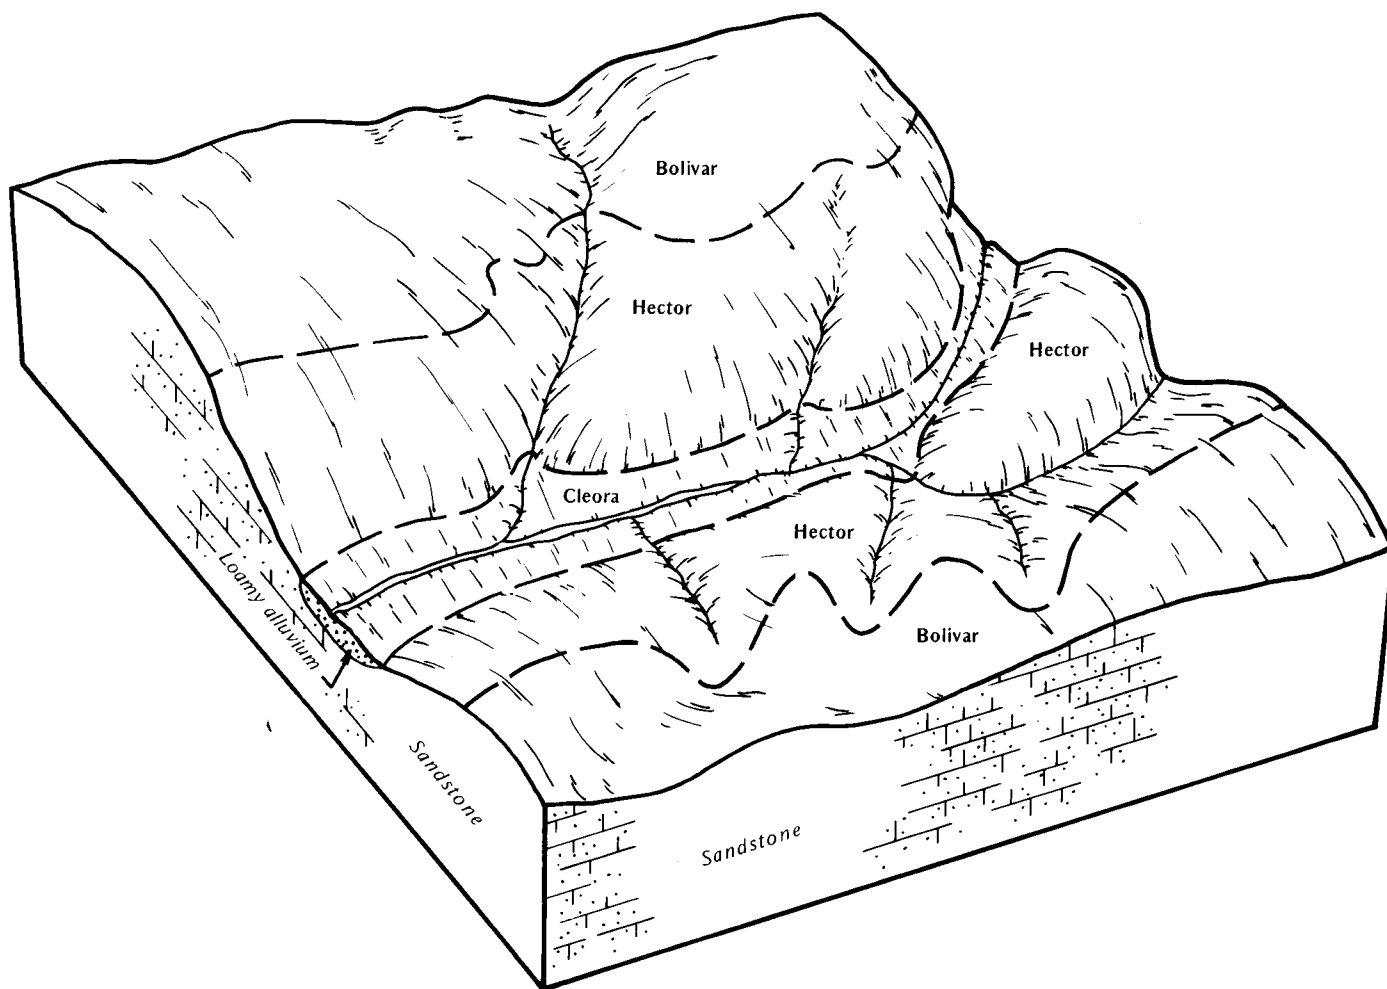 Bolivar
Hector
Hector
Cleora
Hector
Bolivar
Loamy alluvium
Sandstone
Sandstone